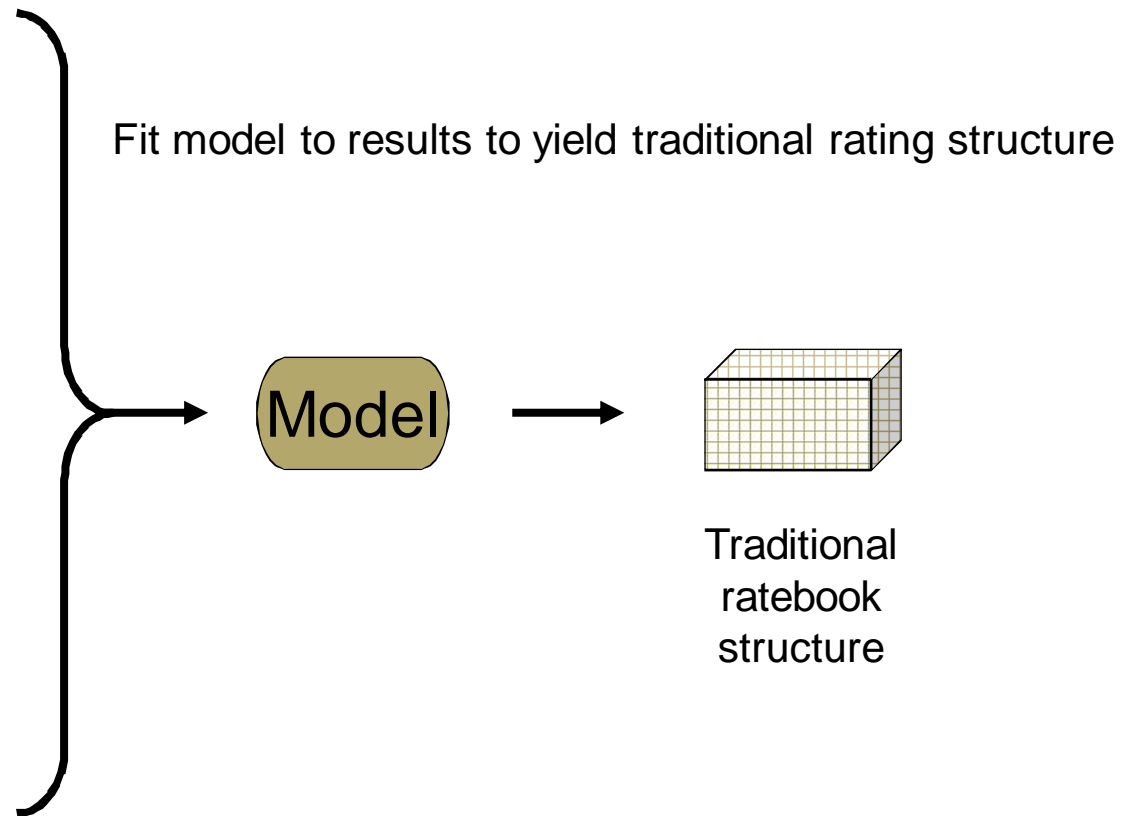 Fit model to results to yield traditional rating structure
Model
Traditional
ratebook
structure